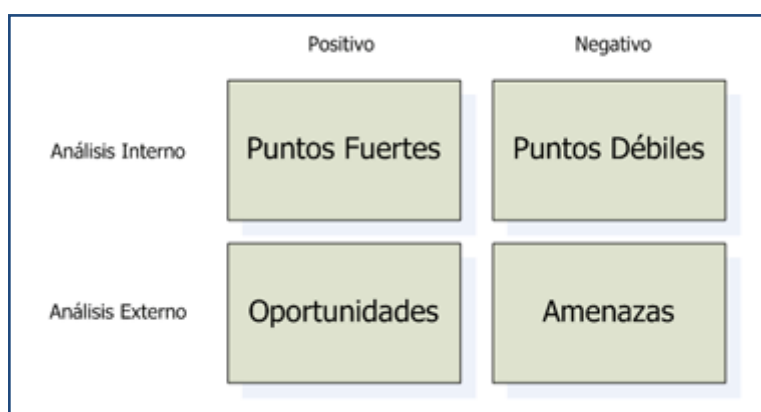 Positivo
Negativo
Análisis Interno
Puntos Fuertes
Puntos Débiles
Análisis Externo
Oportunidades
Amenazas